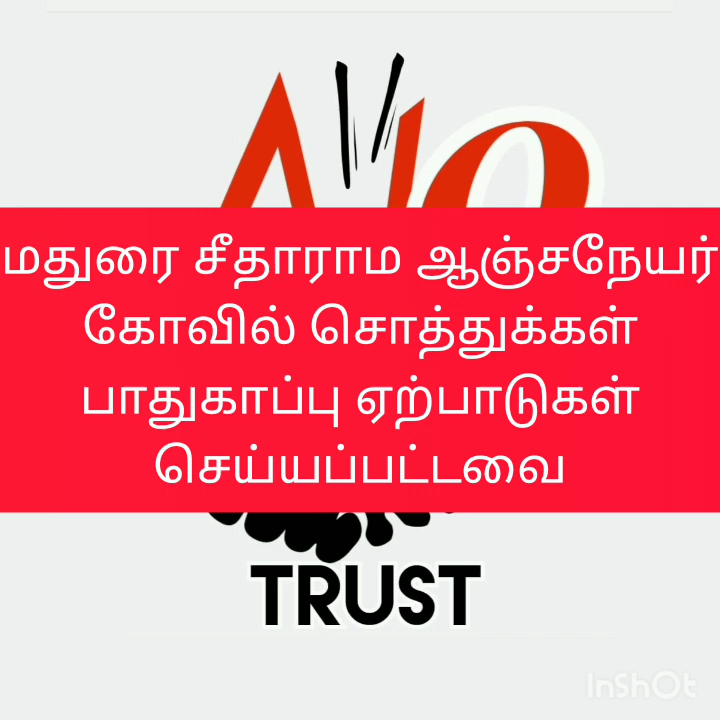 மதுரை சீதாராம ஆஞ்சநேயர்
கோவில் சொத்துக்கள்
பாதுகாப்பு ஏற்பாடுகள்
செய்யப்பட்டவை
TRUST
InShOt